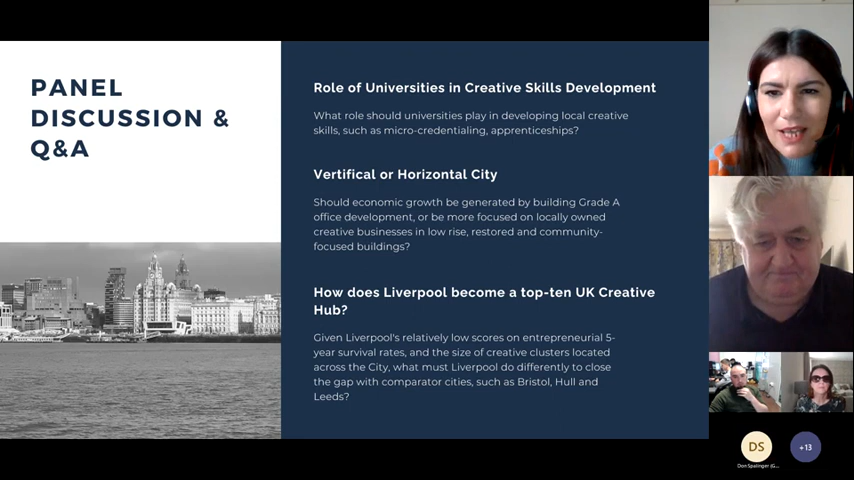 PANEL
DISCUSSION &
Q&A
Role of Universities in Creative Skills Development
What role should universities play in developing local creative
skills, such as micro-credentialing, apprenticeships?
Vertifical or Horizontal City
Should economic growth be generated by building Grade A
office development, or be more focused on locally owned
creative businesses in low rise, restored and community-
focused buildings?
How does Liverpool become a top-ten UK Creative
Hub?
Given Liverpool's relatively low scores on entrepreneurial 5-
year survival rates, and the size of creative clusters located
across the City, what must Liverpool do differently to close
the gap with comparator cities, such as Bristol, Hull and
Leeds?
DS
+13
Don Spalinger (G...